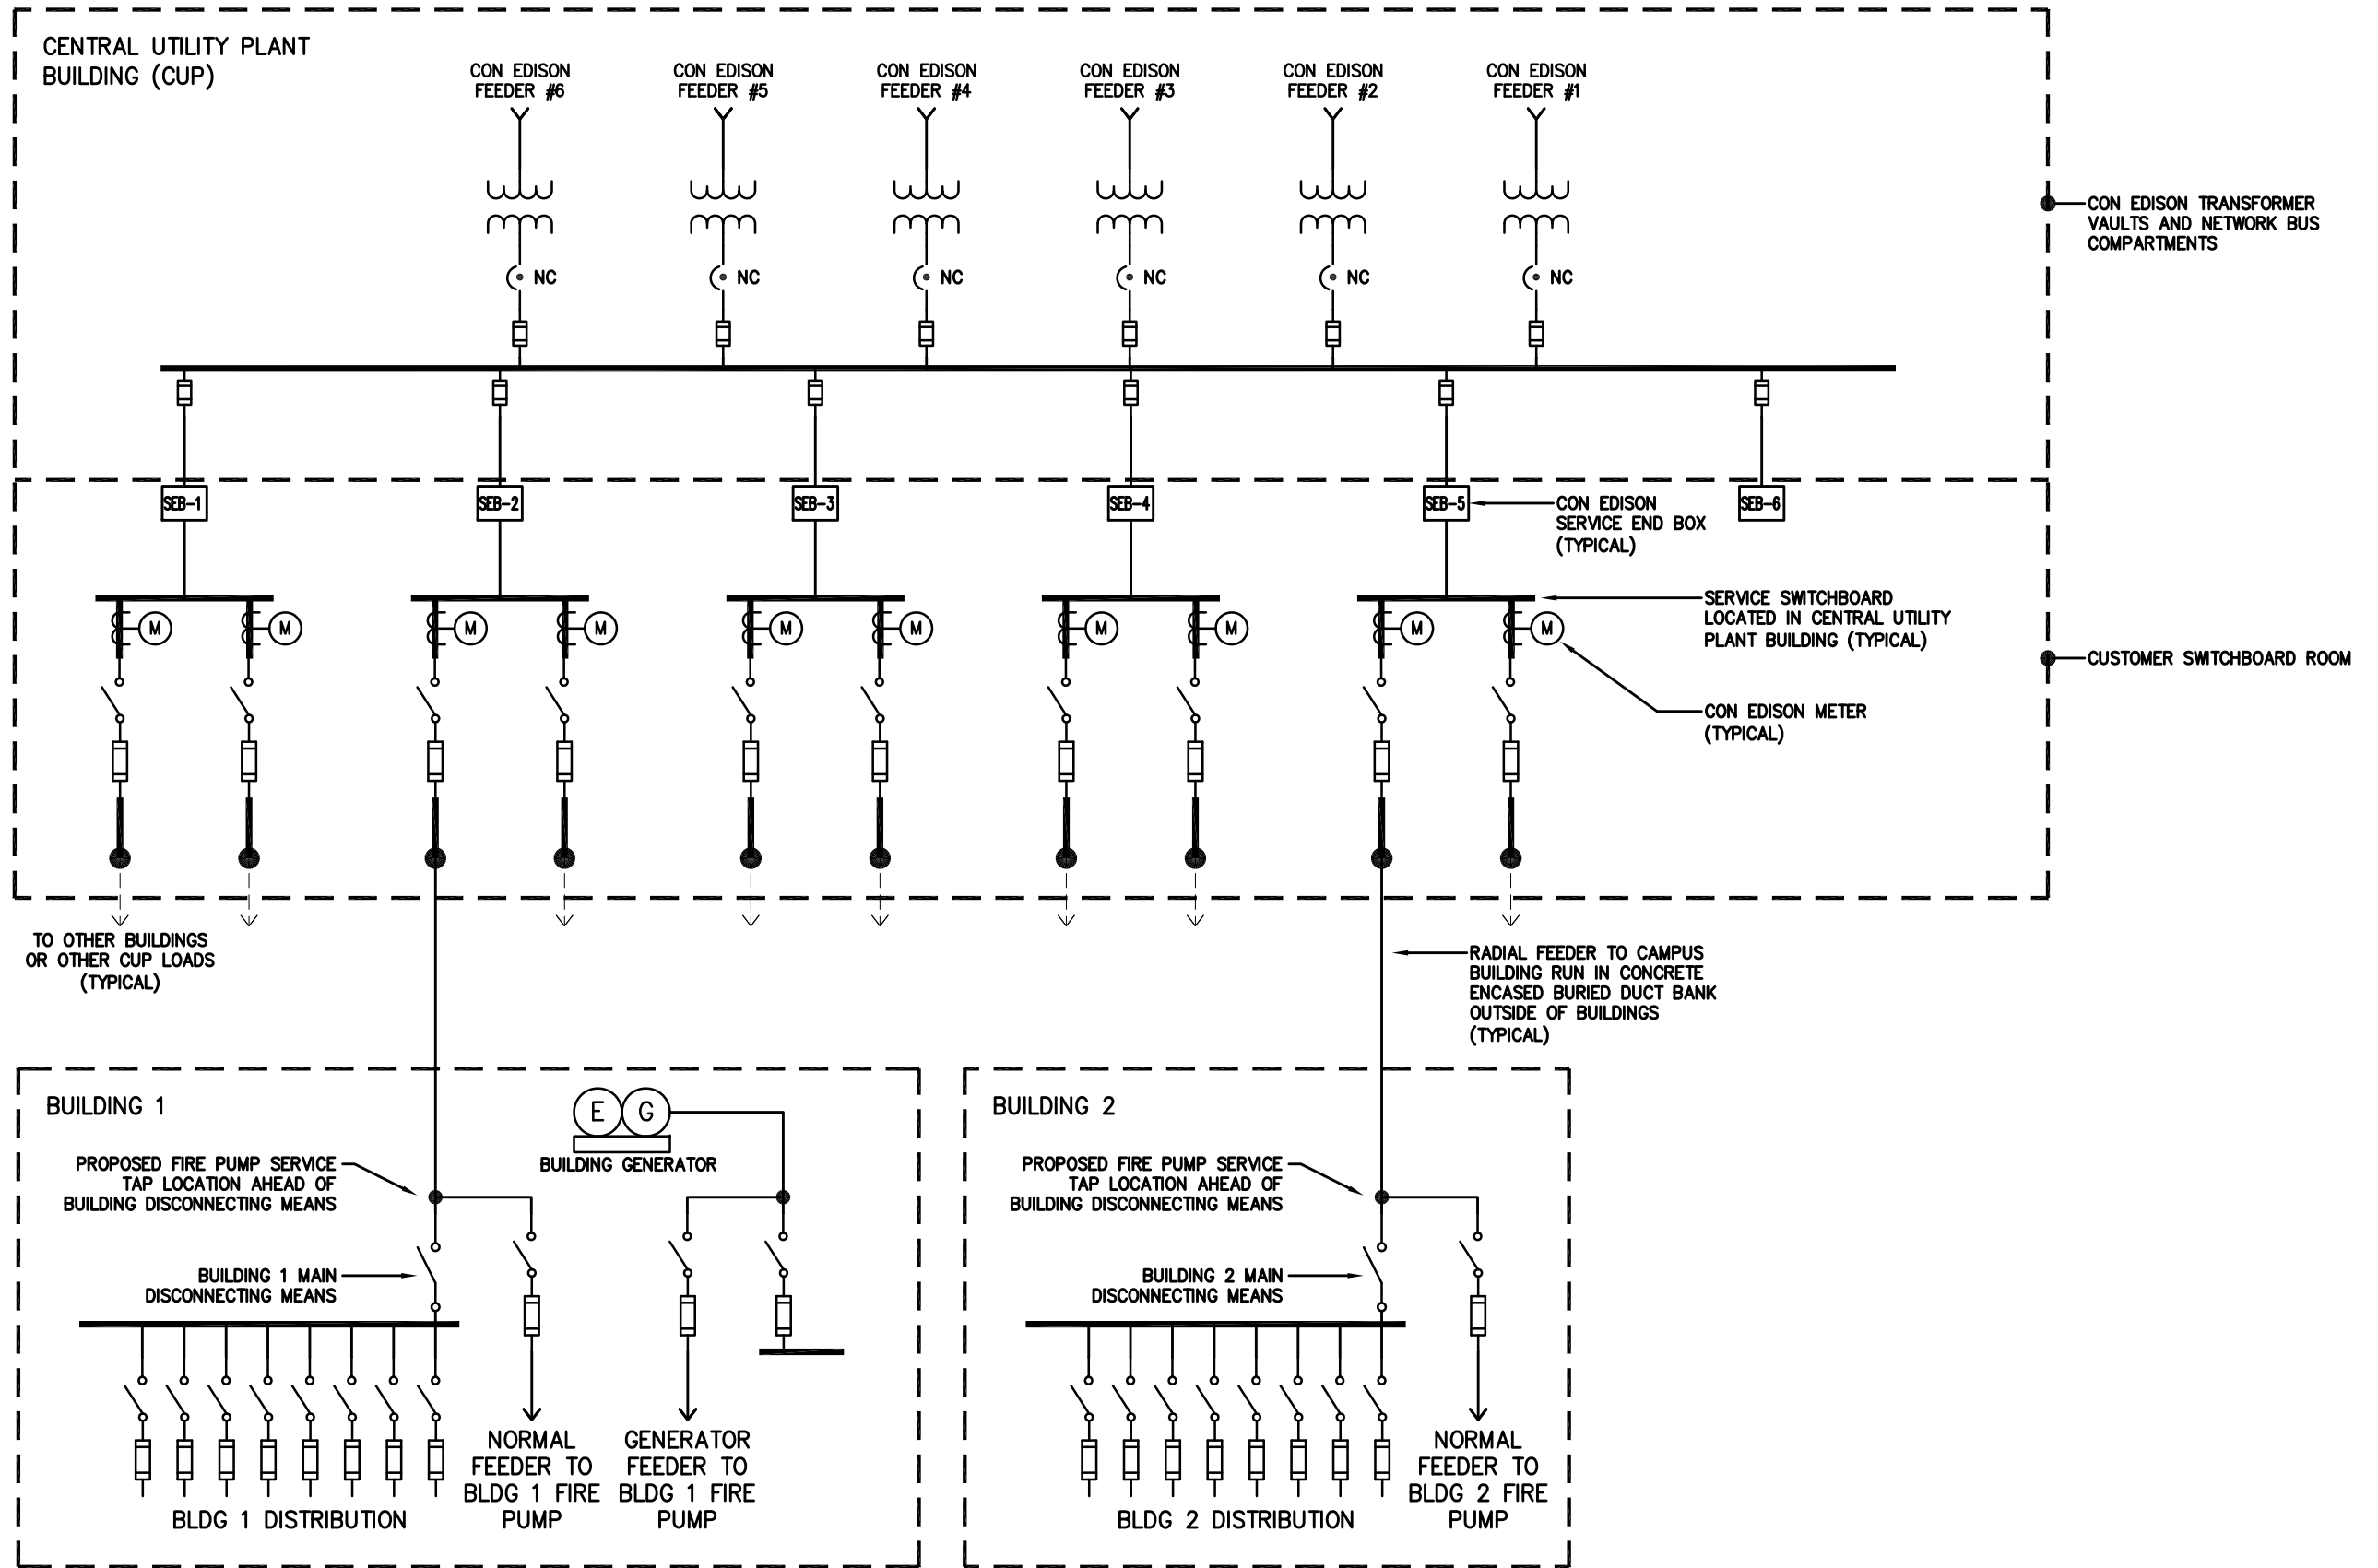 CENTRAL UTILITY PLANT
BUILDING (CUP)
CON EDISON
FEEDER #6
CON EDISON
FEEDER #5
CON EDISON
FEEDER #4
CON EDISON
FEEDER #3
CON EDISON
FEEDER #2
CON EDISON
FEEDER #1
CON EDISON TRANSFORMER
VAULTS AND NETWORK BUS
COMPARTMENTS
NC
NC
NC
NC
NC
NC
SEB-1
SEB-2
SEB-3
SEB-4
SEB-5
SEB-6
CON EDISON
SERVICE END BOX
(TYPICAL)
SERVICE SWITCHBOARD
LOCATED IN CENTRAL UTILITY
PLANT BUILDING (TYPICAL)
M
M
M
M
M
M
M
M
M
M
CUSTOMER SWITCHBOARD ROOM
CON EDISON METER
(TYPICAL)
TO OTHER BUILDINGS
OR OTHER CUP LOADS
(TYPICAL)
RADIAL FEEDER TO CAMPUS
BUILDING RUN IN CONCRETE
ENCASED BURIED DUCT BANK
OUTSIDE OF BUILDINGS
(TYPICAL)
BUILDING 1
E
G
BUILDING GENERATOR
PROPOSED FIRE PUMP SERVICE
TAP LOCATION AHEAD OF
BUILDING DISCONNECTING MEANS
BUILDING 1 MAIN
DISCONNECTING MEANS
BLDG 1 DISTRIBUTION
NORMAL
FEEDER TO
BLDG 1 FIRE
PUMP
GENERATOR
FEEDER TO
BLDG 1 FIRE
PUMP
BUILDING 2
PROPOSED FIRE PUMP SERVICE
TAP LOCATION AHEAD OF
BUILDING DISCONNECTING MEANS
BUILDING 2 MAIN
DISCONNECTING MEANS
BLDG 2 DISTRIBUTION
NORMAL
FEEDER TO
BLDG 2 FIRE
PUMP